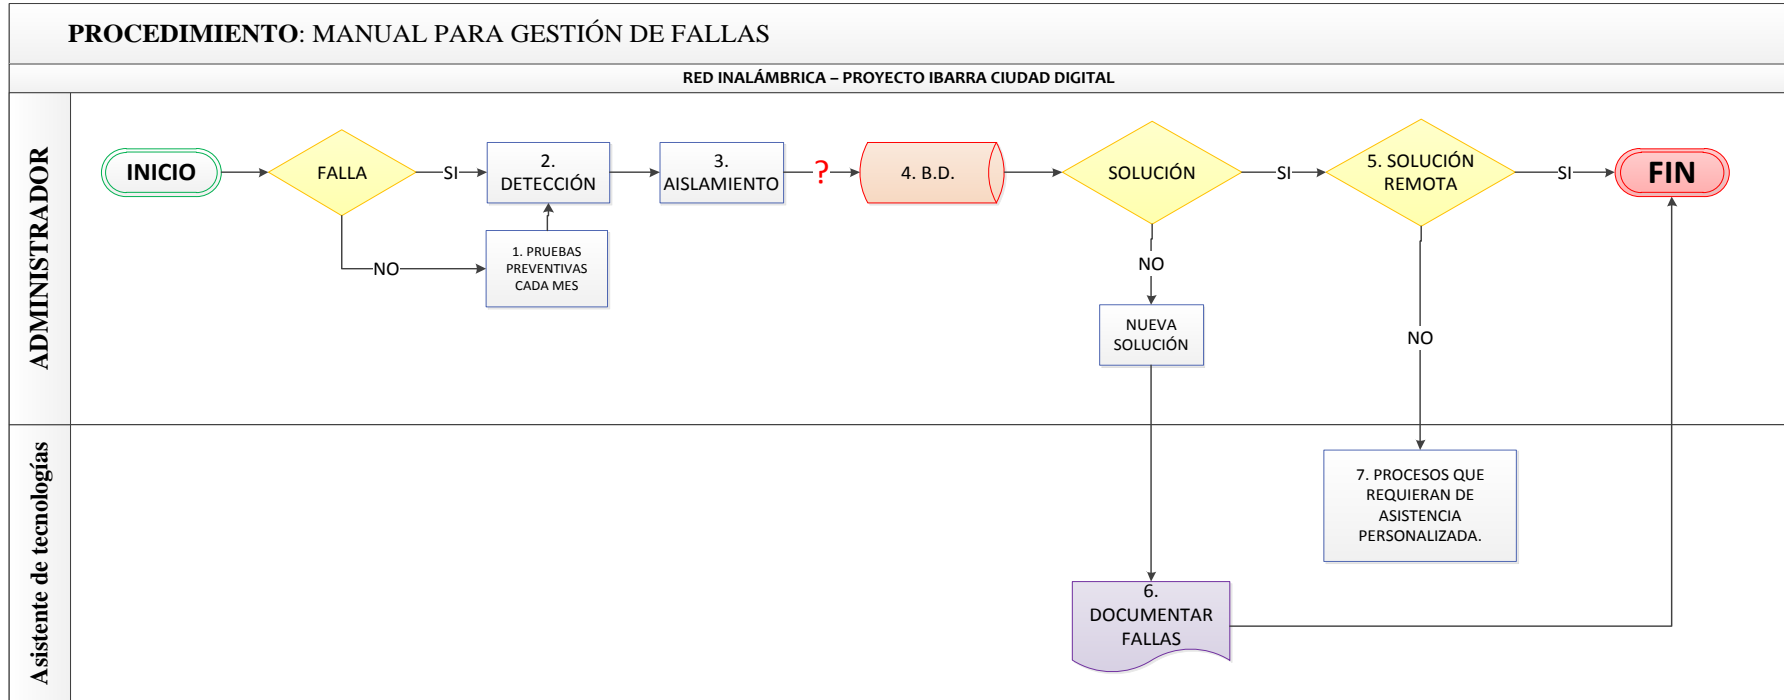 PROCEDIMIENTO: MANUAL PARA GESTIÓN DE FALLAS
RED INALÁMBRICA – PROYECTO IBARRA CIUDAD DIGITAL
ADMINISTRADOR
INICIO
FALLA
SI
2.
DETECCIÓN
3.
AISLAMIENTO
?
4. B.D.
SOLUCIÓN
SI
5. SOLUCIÓN
REMOTA
SI
FIN
NO
1. PRUEBAS
PREVENTIVAS
CADA MES
NO
NUEVA
SOLUCIÓN
NO
Asistente de tecnologías
7. PROCESOS QUE
REQUIERAN DE
ASISTENCIA
PERSONALIZADA.
6.
DOCUMENTAR
FALLAS